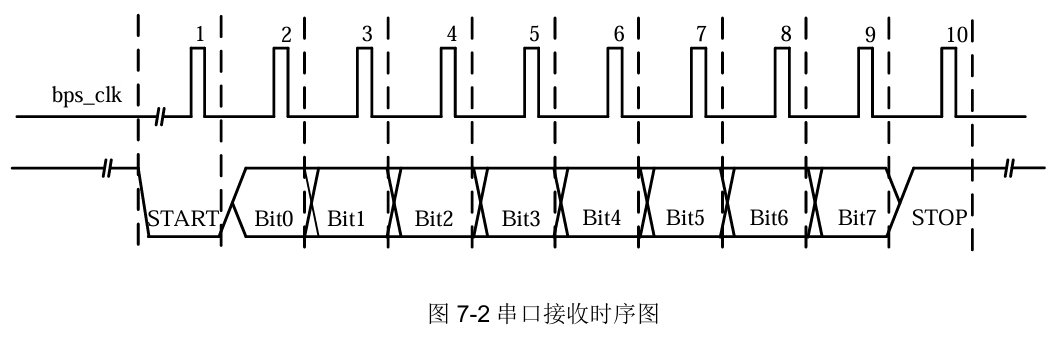 1 2 3 4 5 6 7 8 9 10
bps_clk
START Bit0 Bit1 Bit2 Bit3 Bit4 Bit5 Bit6 Bit7 STOP
图 7-2 串口接收时序图